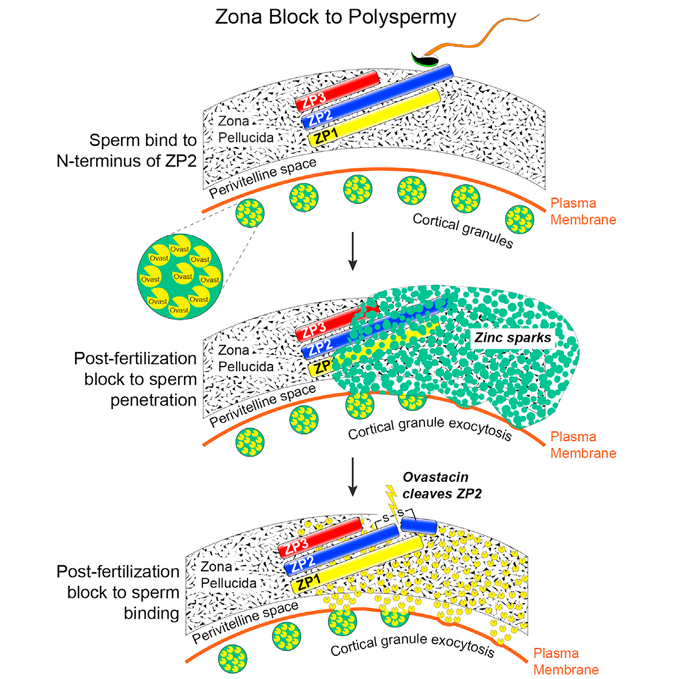 Zona Block to Polyspermy
ZP3
ZP2
ZP1
Zona
Pellucida
Sperm bind to
N-terminus of ZP2
Perivitelline space
Plasma
Membrane
Cortical granules
Ovast
Ovast
Ovast
Ovast
Ovast
Ovast
Ovast
Ovast
Ovast
Zinc sparks
ZP3
ZP2
ZP
Zona
Pellucida
Post-fertilization
block to sperm
penetration
Perivitelline space
Cortical granule exocytosis
Plasma
Membrane
Ovastacin
cleaves ZP2
S-S
ZP3
ZP2
ZP1
Zona
Pellucida
Post-fertilization
block to sperm
binding
Perivitelline space
Cortical granule exocytosis
Plasma
Membrane